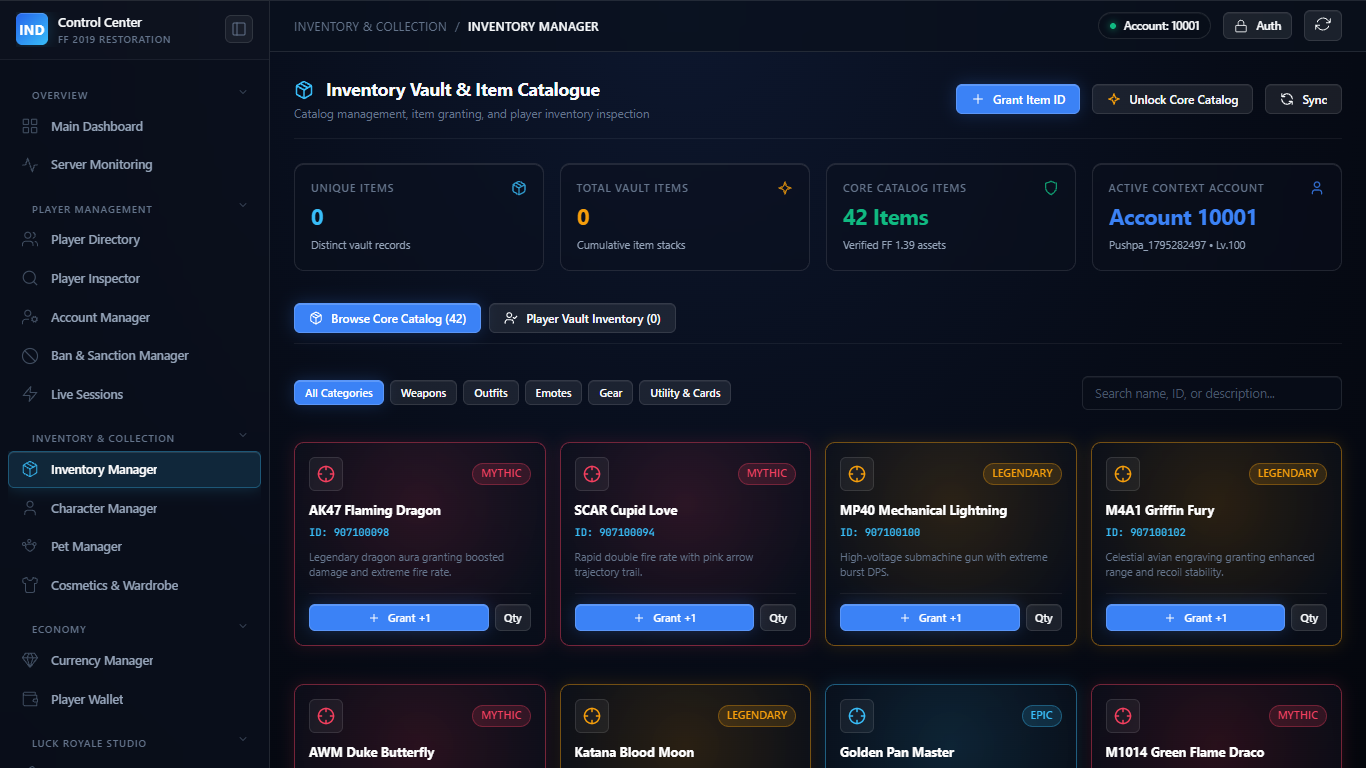 IND
Control Center
FF 2019 RESTORATION
OVERVIEW
Main Dashboard
Server Monitoring
PLAYER MANAGEMENT
Player Directory
Player Inspector
Account Manager
Ban & Sanction Manager
Live Sessions
INVENTORY & COLLECTION
Inventory Manager
Character Manager
Pet Manager
Cosmetics & Wardrobe
ECONOMY
Currency Manager
Player Wallet
LUCK ROYALE STUDIO
INVENTORY & COLLECTION / INVENTORY MANAGER
Account: 10001
Auth
Inventory Vault & Item Catalogue
Catalog management, item granting, and player inventory inspection
Grant Item ID
Unlock Core Catalog
Sync
UNIQUE ITEMS
0
Distinct vault records
TOTAL VAULT ITEMS
0
Cumulative item stacks
CORE CATALOG ITEMS
42 Items
Verified FF 1.39 assets
ACTIVE CONTEXT ACCOUNT
Account 10001
Pushpa_1795282497 • Lv.100
Browse Core Catalog (42)
Player Vault Inventory (0)
All Categories
Weapons
Outfits
Emotes
Gear
Utility & Cards
Search name, ID, or description...
MYTHIC
AK47 Flaming Dragon
ID: 907100098
Legendary dragon aura granting boosted
damage and extreme fire rate.
+ Grant +1
Qty
MYTHIC
SCAR Cupid Love
ID: 907100094
Rapid double fire rate with pink arrow
trajectory trail.
+ Grant +1
Qty
LEGENDARY
MP40 Mechanical Lightning
ID: 907100100
High-voltage submachine gun with extreme
burst DPS.
+ Grant +1
Qty
LEGENDARY
M4A1 Griffin Fury
ID: 907100102
Celestial avian engraving granting enhanced
range and recoil stability.
+ Grant +1
Qty
MYTHIC
AWM Duke Butterfly
LEGENDARY
Katana Blood Moon
EPIC
Golden Pan Master
MYTHIC
M1014 Green Flame Draco